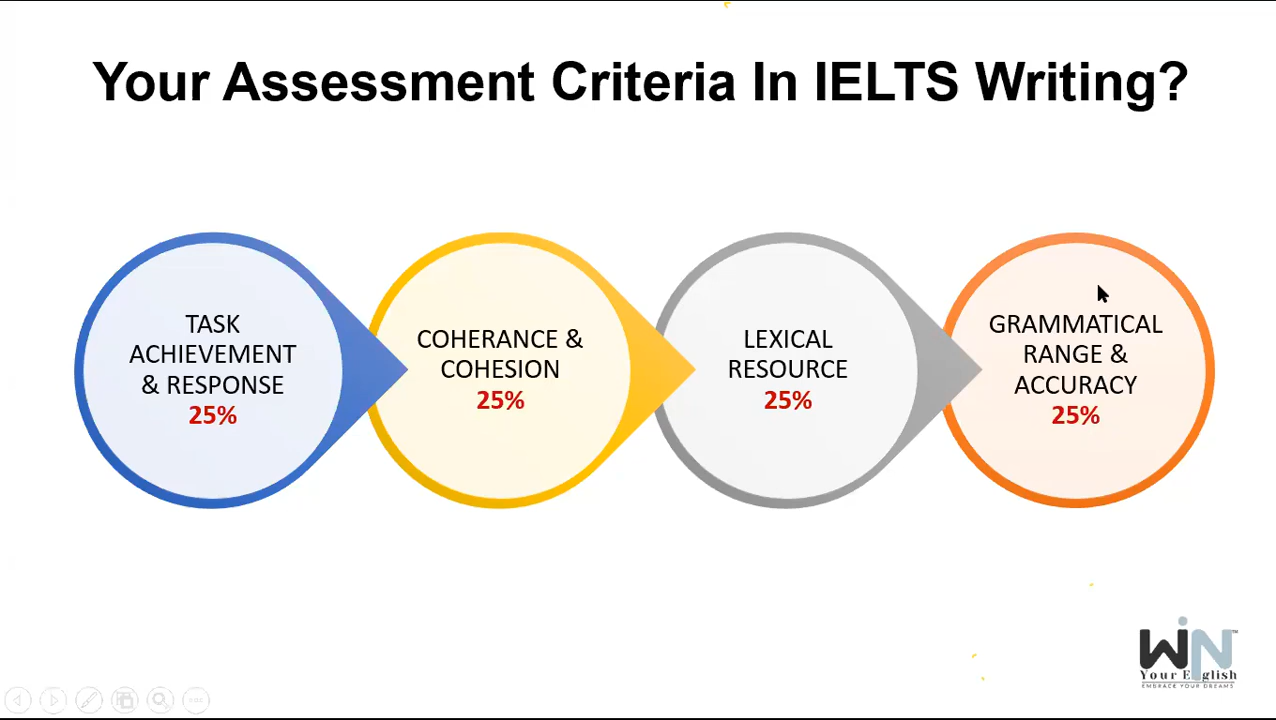 Your Assessment Criteria In IELTS Writing?
TASK
ACHIEVEMENT
& RESPONSE
25%
COHERANCE &
COHESION
25%
LEXICAL
RESOURCE
25%
GRAMMATICAL
RANGE &
ACCURACY
25%
WiN™
Your English
EMBRACE YOUR DREAMS